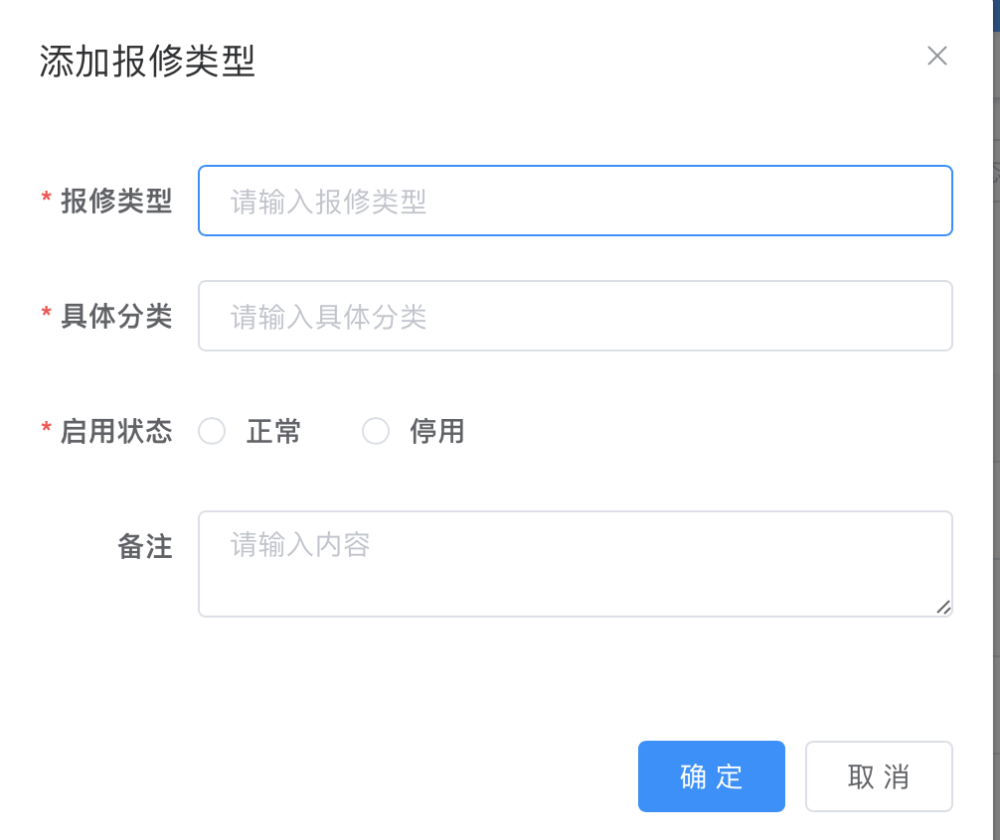 添加报修类型
* 报修类型 请输入报修类型
* 具体分类 请输入具体分类
* 启用状态 正常 停用
备注 请输入内容
确 定 取 消